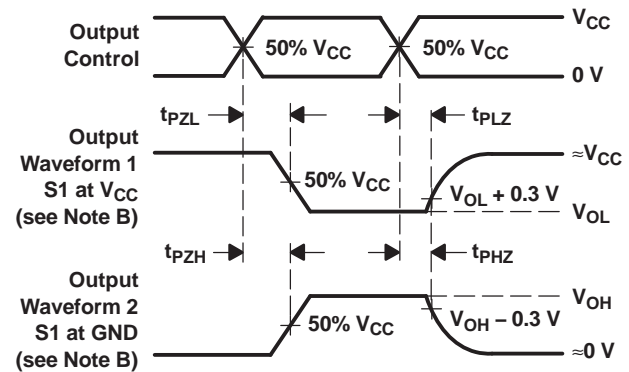 Output
Control
50% VCC
50% VCC
VCC
0 V
tPZL
tPLZ
Output
Waveform 1
S1 at VCC
(see Note B)
50% VCC
≈VCC
VOL + 0.3 V
VOL
tPZH
tPHZ
Output
Waveform 2
S1 at GND
(see Note B)
50% VCC
VOH
VOH – 0.3 V
≈0 V